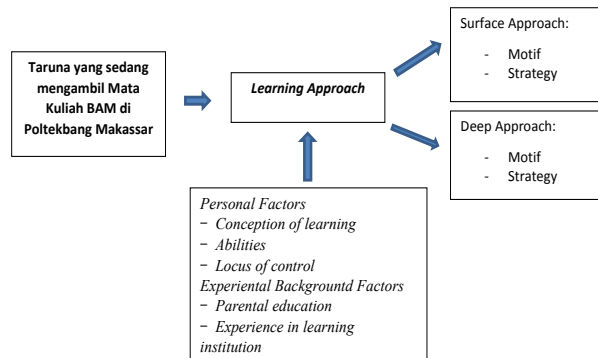 Taruna yang sedang
mengambil Mata
Kuliah BAM di
Poltekbang Makassar
Learning Approach
Surface Approach:
- Motif
- Strategy
Deep Approach:
- Motif
- Strategy
Personal Factors
- Conception of learning
- Abilities
- Locus of control
Experiental Backgroundtd Factors
- Parental education
- Experience in learning
institution